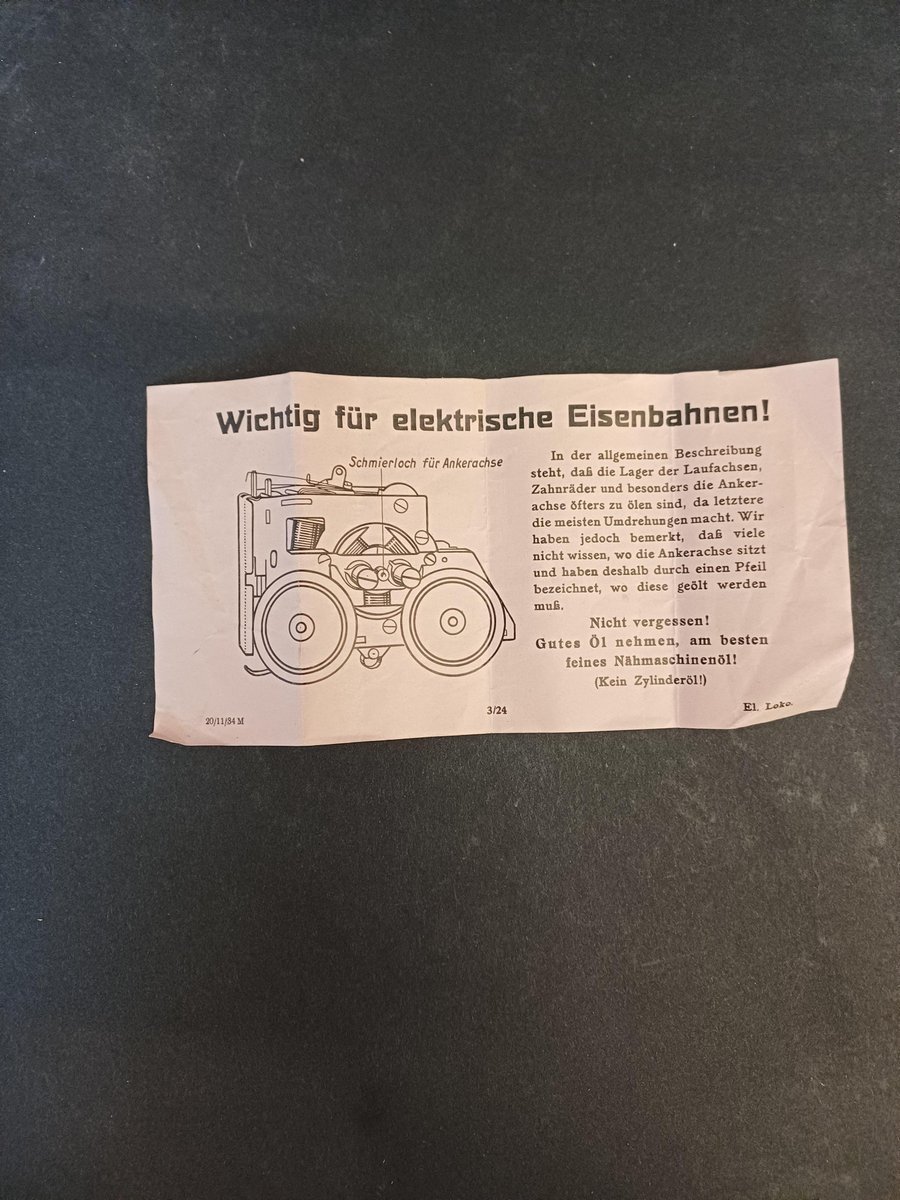 Wichtig für elektrische Eisenbahnen!
Schmierloch für Ankerachse
In der allgemeinen Beschreibung
steht, daß die Lager der Laufachsen,
Zahnräder und besonders die Anker-
achse öfters zu ölen sind, da letztere
die meisten Umdrehungen macht. Wir
haben jedoch bemerkt, daß viele
nicht wissen, wo die Ankerachse sitzt
und haben deshalb durch einen Pfeil
bezeichnet, wo diese geölt werden
muß.
Nicht vergessen!
Gutes Öl nehmen, am besten
feines Nähmaschinenöl!
(Kein Zylinderöl!)
20/11/34 M
3/24
El. Loko.